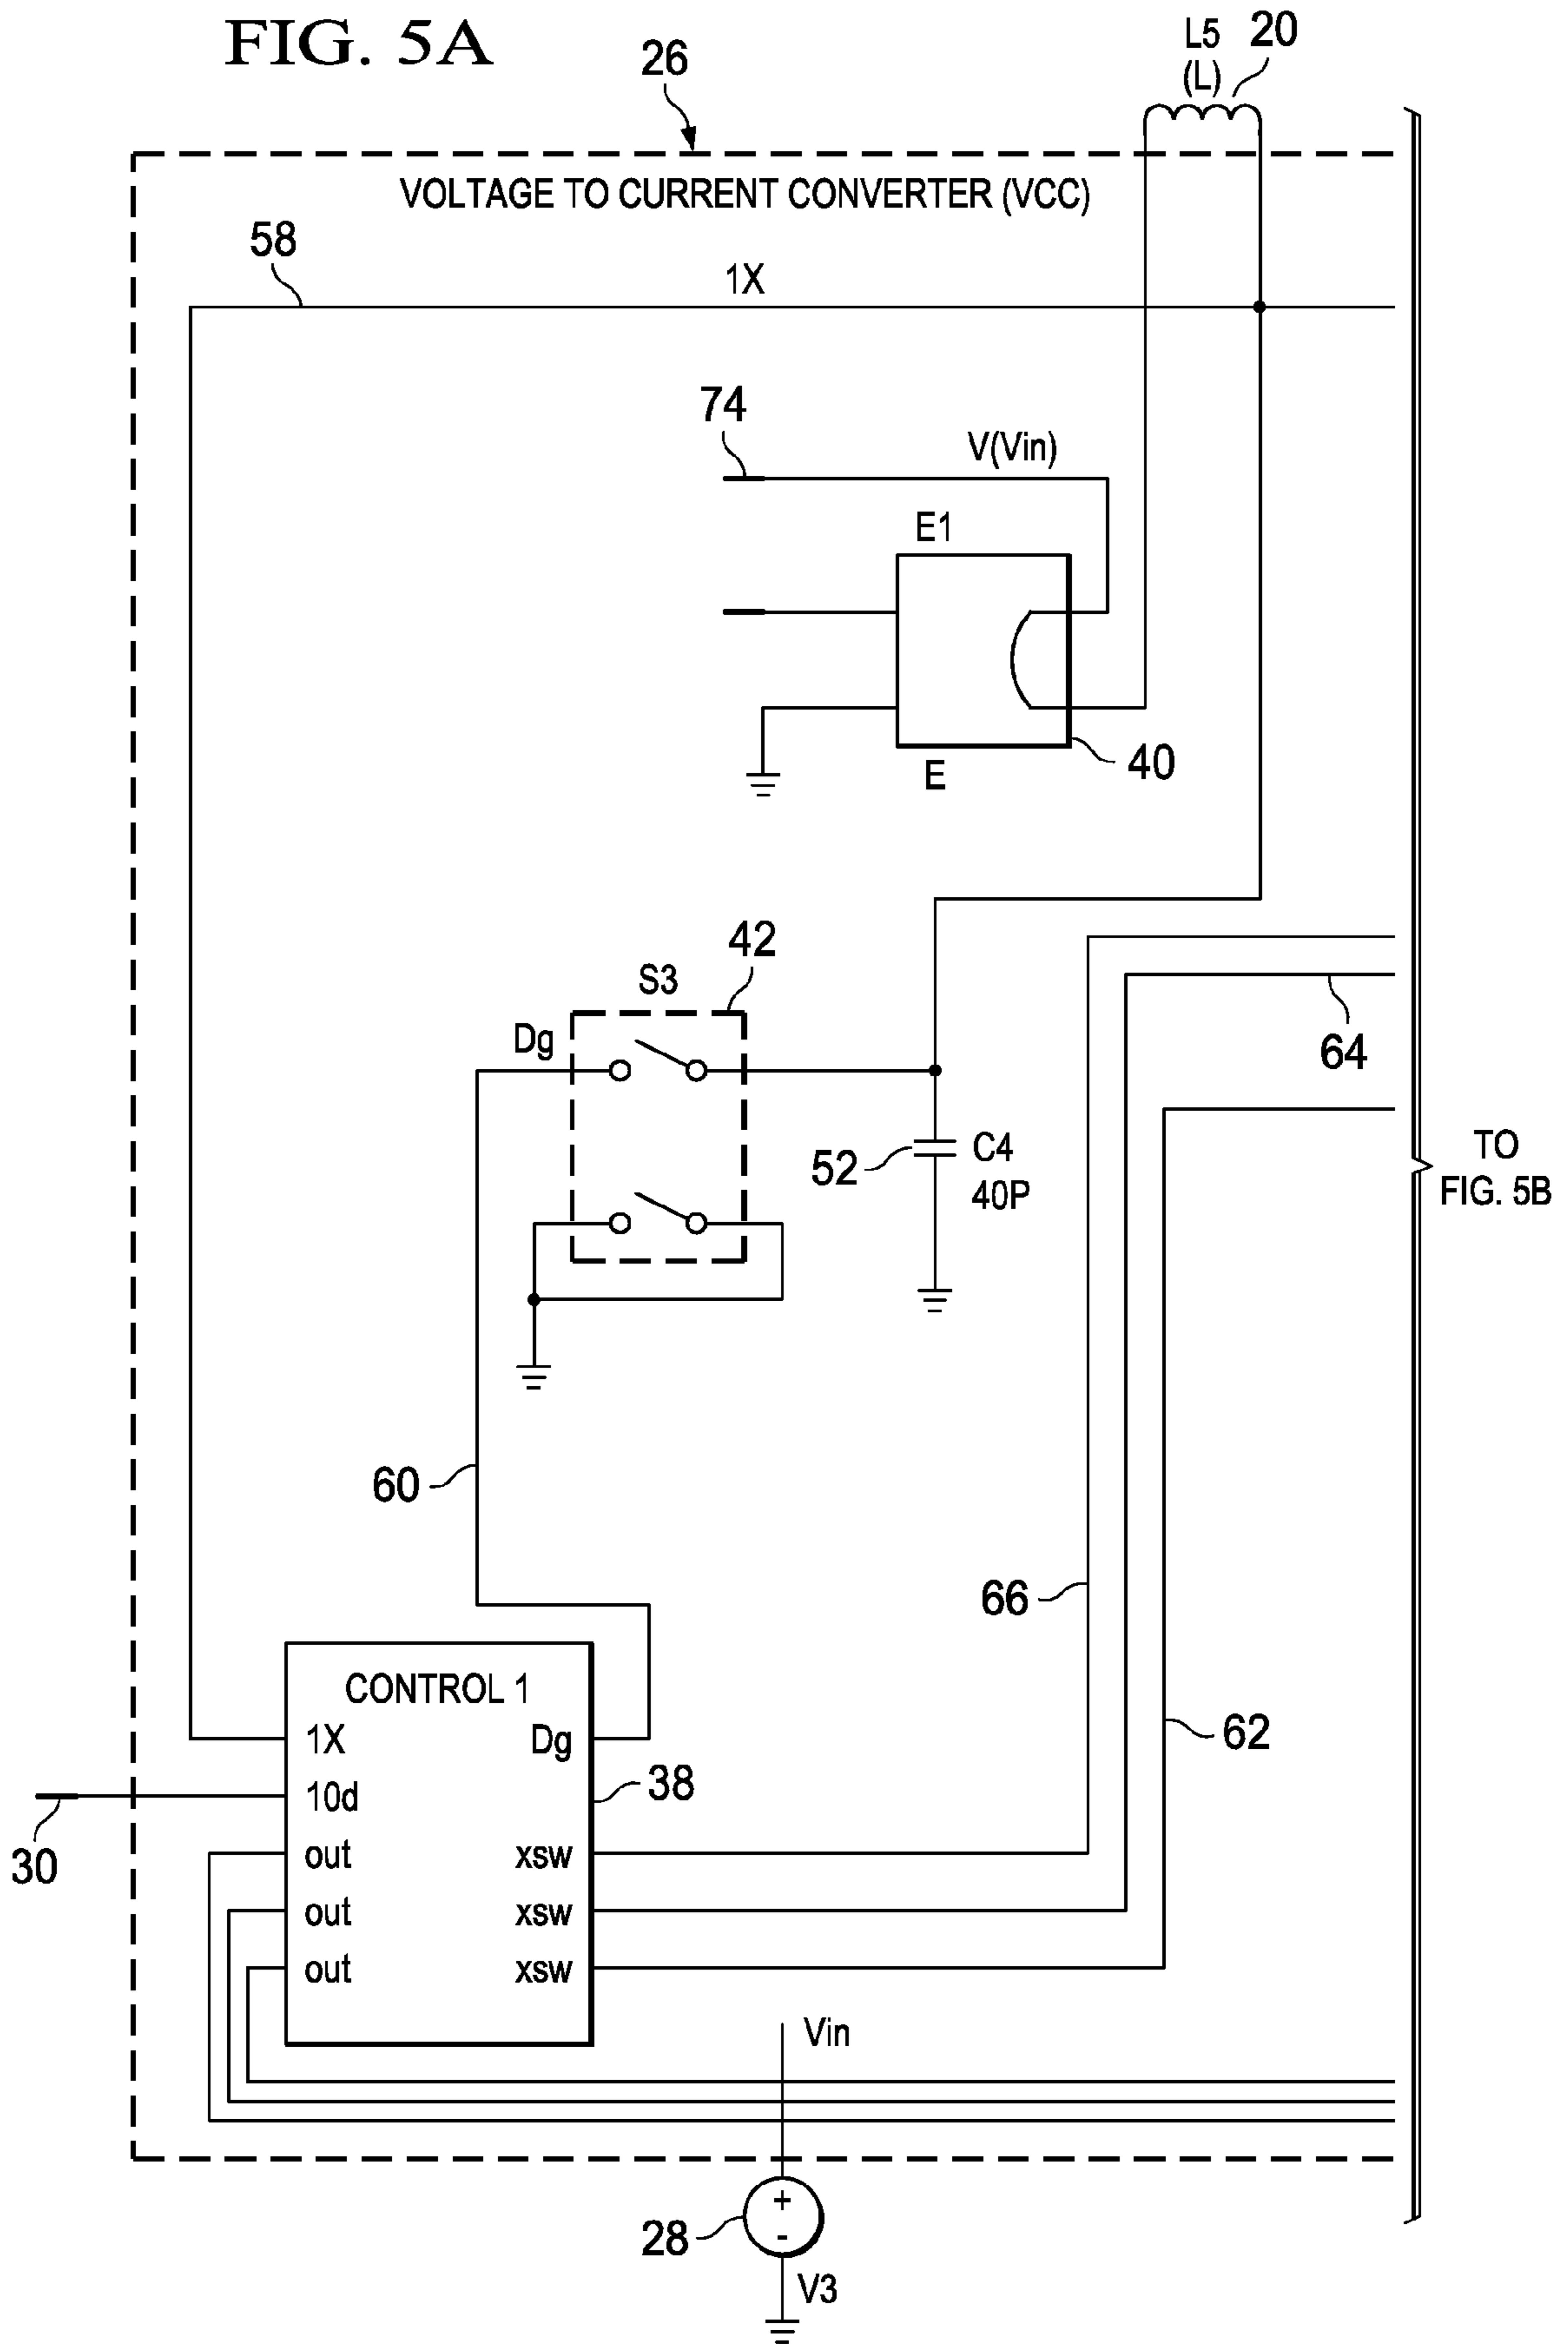 FIG. 5A
26
L5
(L)
20
VOLTAGE TO CURRENT CONVERTER (VCC)
58
1X
74
V(Vin)
E1
40
E
42
S3
Dg
64
52
C4
40P
TO
FIG. 5B
60
66
CONTROL 1
1X
Dg
62
38
10d
30
out
xsw
out
xsw
out
xsw
Vin
+
-
28
V3